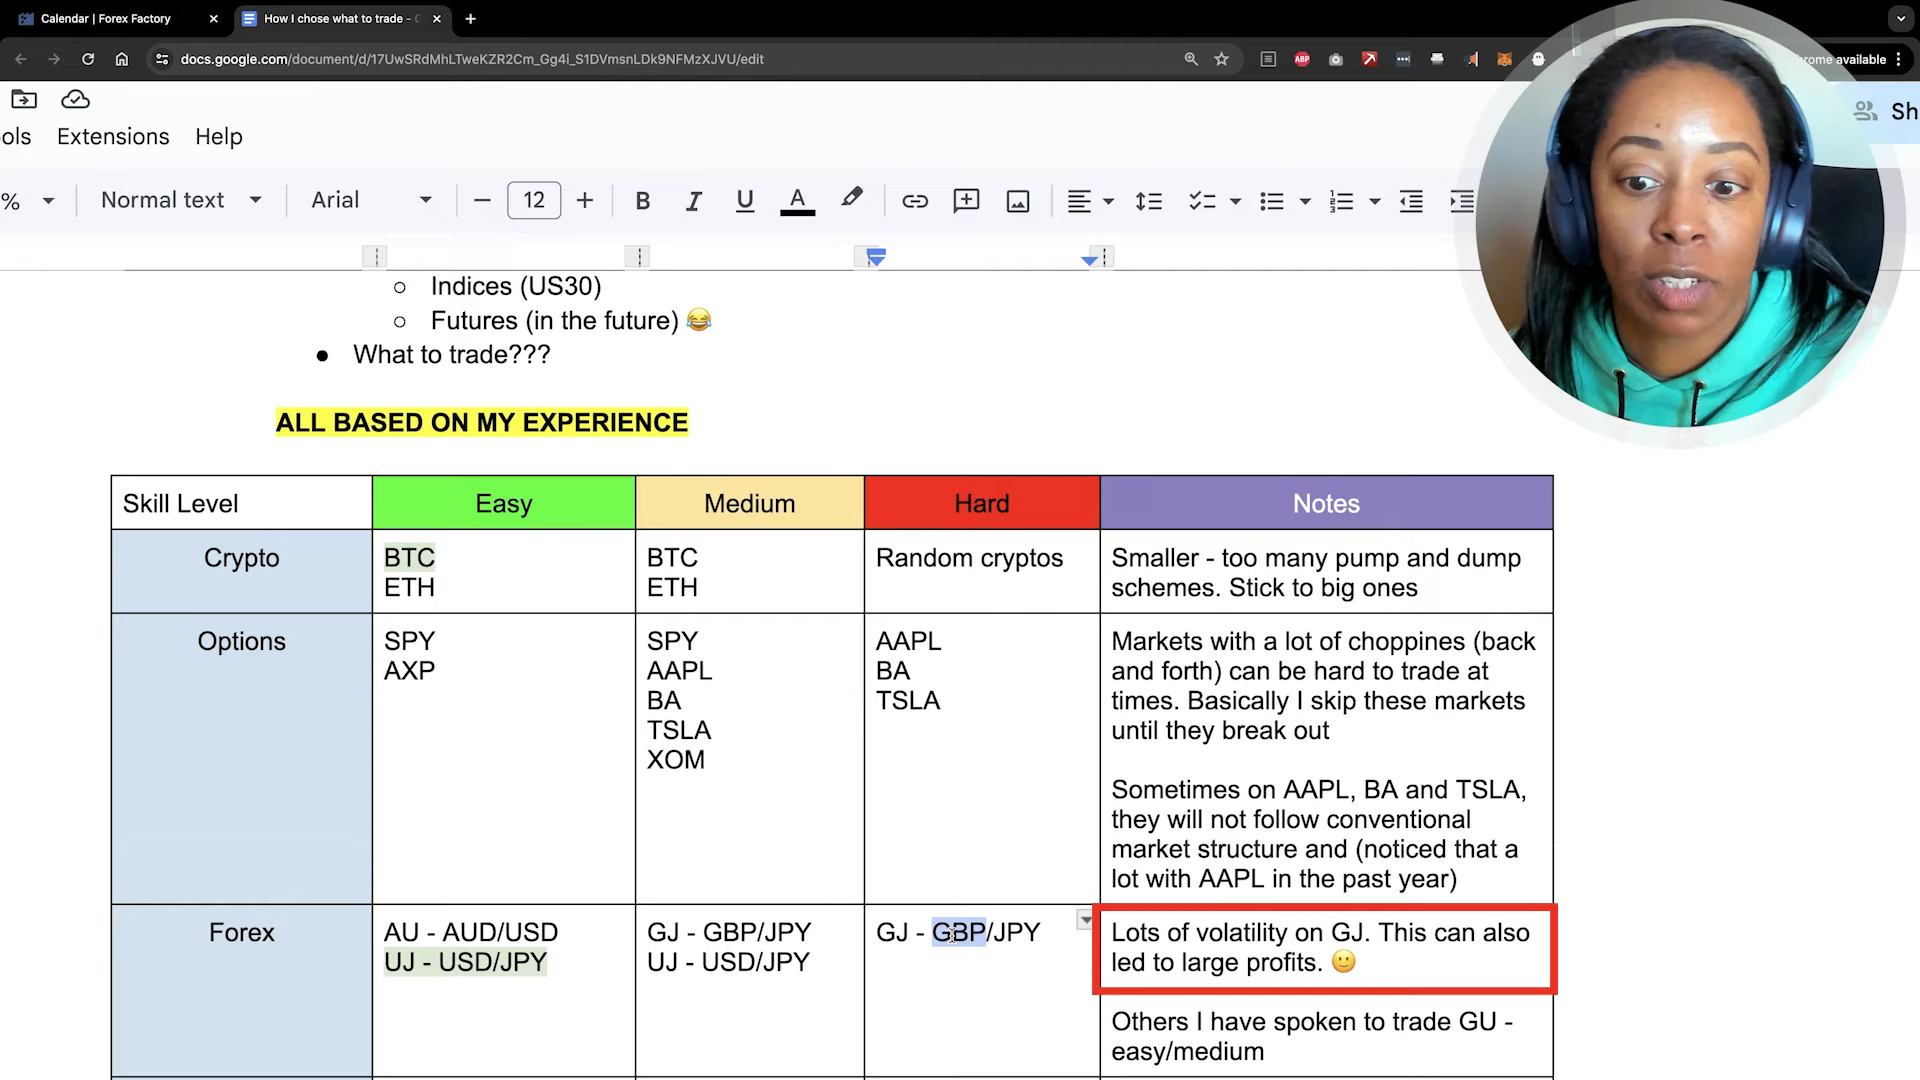 Calendar | Forex Factory
How I chose what to trade -
docs.google.com/document/d/17UwSRdMhLTweKZR2Cm_Gg4i_S1DVmsnLDk9NFMzXJVU/edit
ABP
rome available
ols Extensions Help
Sh
% Normal text Arial 12 B I U A
Indices (US30)
Futures (in the future) 😂
What to trade???
ALL BASED ON MY EXPERIENCE
Skill Level Easy Medium Hard Notes
Crypto
BTC
ETH
BTC
ETH
Random cryptos
Smaller - too many pump and dump
schemes. Stick to big ones
Options
SPY
AXP
SPY
AAPL
BA
TSLA
XOM
AAPL
BA
TSLA
Markets with a lot of choppines (back
and forth) can be hard to trade at
times. Basically I skip these markets
until they break out
Sometimes on AAPL, BA and TSLA,
they will not follow conventional
market structure and (noticed that a
lot with AAPL in the past year)
Forex
AU - AUD/USD
UJ - USD/JPY
GJ - GBP/JPY
UJ - USD/JPY
GJ - GBP/JPY
Lots of volatility on GJ. This can also
led to large profits. 🙂
Others I have spoken to trade GU -
easy/medium